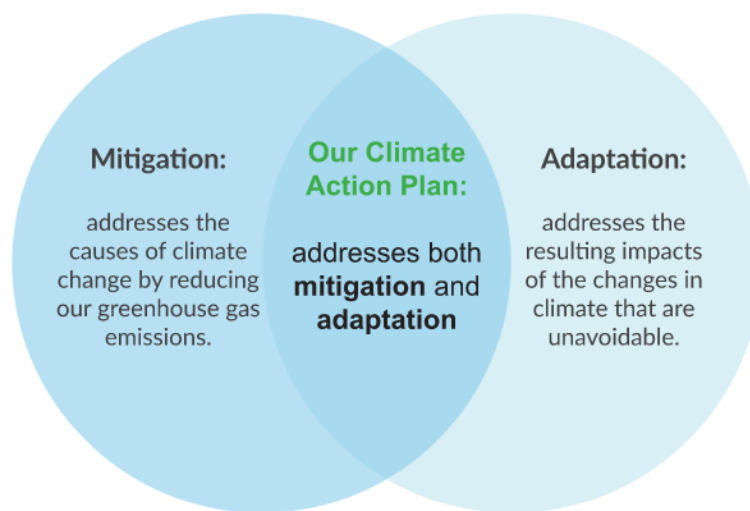 Mitigation:
addresses the
causes of climate
change by reducing
our greenhouse gas
emissions.
Our Climate
Action Plan:
addresses both
mitigation and
adaptation
Adaptation:
addresses the
resulting impacts
of the changes in
climate that are
unavoidable.